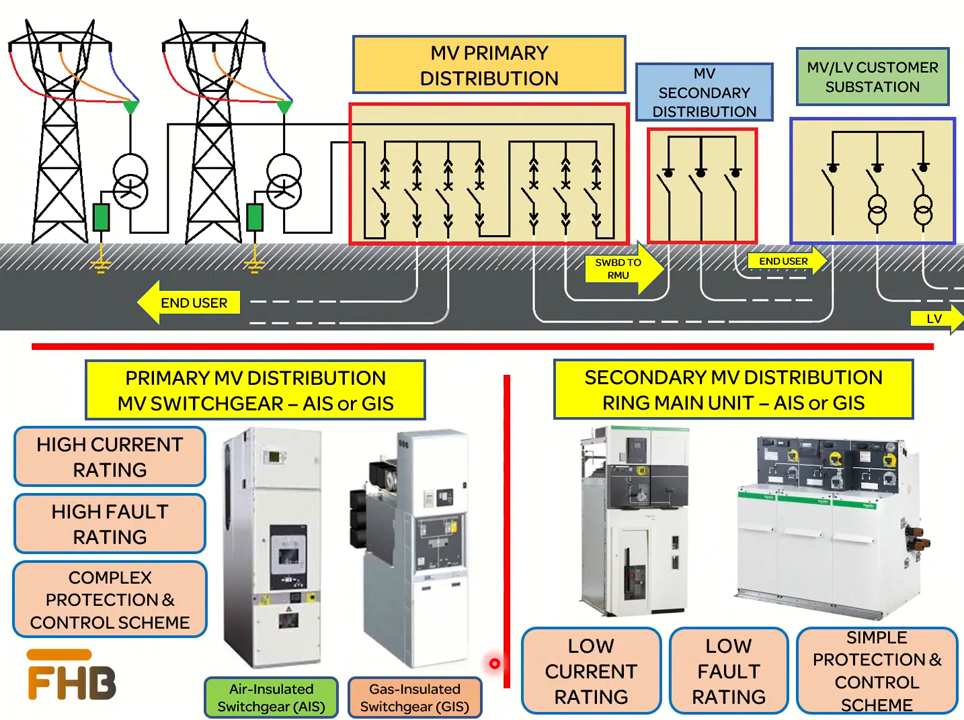 MV PRIMARY
DISTRIBUTION
MV
SECONDARY
DISTRIBUTION
MV/LV CUSTOMER
SUBSTATION
SWBD TO
RMU
END USER
END USER
LV
PRIMARY MV DISTRIBUTION
MV SWITCHGEAR – AIS or GIS
SECONDARY MV DISTRIBUTION
RING MAIN UNIT – AIS or GIS
HIGH CURRENT
RATING
HIGH FAULT
RATING
COMPLEX
PROTECTION &
CONTROL SCHEME
FHB
Air-Insulated
Switchgear (AIS)
Gas-Insulated
Switchgear (GIS)
LOW
CURRENT
RATING
LOW
FAULT
RATING
SIMPLE
PROTECTION &
CONTROL
SCHEME